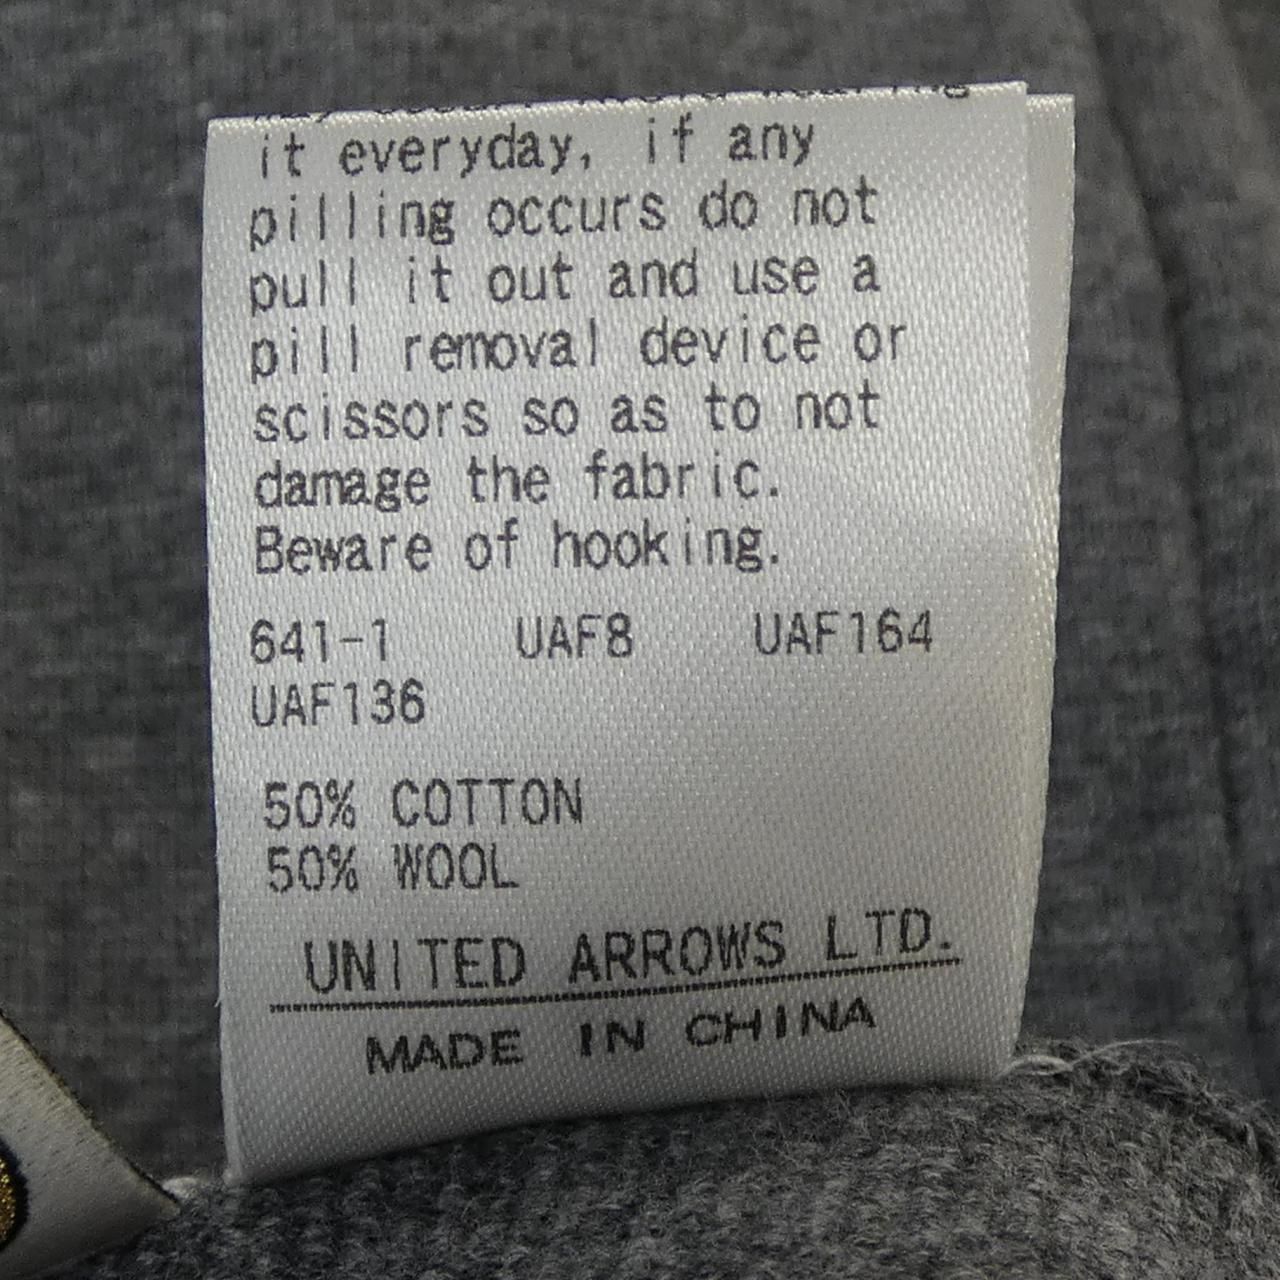 it everyday, if any
pilling occurs do not
pull it out and use a
pill removal device or
scissors so as to not
damage the fabric.
Beware of hooking.
641-1 UAF8 UAF164
UAF136
50% COTTON
50% WOOL
UNITED ARROWS LTD.
MADE IN CHINA